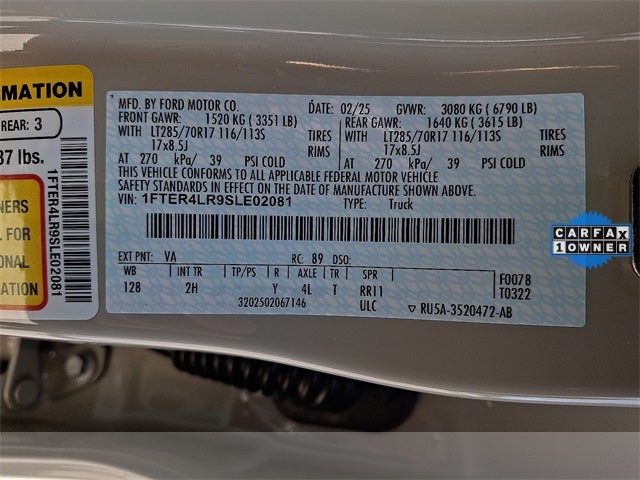 RMATION
REAR: 3
37 lbs.
NERS
L FOR
ONAL
MATION
1FTER4LR9SLE02081
MFD. BY FORD MOTOR CO. DATE: 02/25 GVWR: 3080 KG ( 6790 LB)
FRONT GAWR: 1520 KG ( 3351 LB) REAR GAWR: 1640 KG ( 3615 LB)
WITH LT285/70R17 116/113S TIRES WITH LT285/70R17 116/113S TIRES
17x8.5J RIMS 17x8.5J RIMS
AT 270 kPa/ 39 PSI COLD AT 270 kPa/ 39 PSI COLD
THIS VEHICLE CONFORMS TO ALL APPLICABLE FEDERAL MOTOR VEHICLE
SAFETY STANDARDS IN EFFECT ON THE DATE OF MANUFACTURE SHOWN ABOVE.
VIN: 1FTER4LR9SLE02081 TYPE: Truck
EXT PNT: VA RC: 89 DSO:
WB INT TR TP/PS R AXLE TR SPR F0078
128 2H Y 4L T RR11 T0322
3202502067146 ULC ▽ RU5A-3520472-AB
CARFAX
1 OWNER